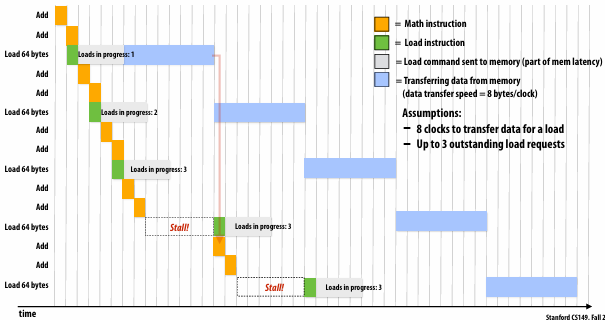 Add
Add
Load 64 bytes
Loads in progress: 1
Add
Add
Load 64 bytes
Loads in progress: 2
Add
Add
Load 64 bytes
Loads in progress: 3
Add
Add
Load 64 bytes
Stall!
Loads in progress: 3
Add
Add
Load 64 bytes
Stall!
Loads in progress: 3
time
= Math instruction
= Load instruction
= Load command sent to memory (part of mem latency)
= Transferring data from memory
(data transfer speed = 8 bytes/clock)
Assumptions:
– 8 clocks to transfer data for a load
– Up to 3 outstanding load requests
Stanford CS149, Fall 2